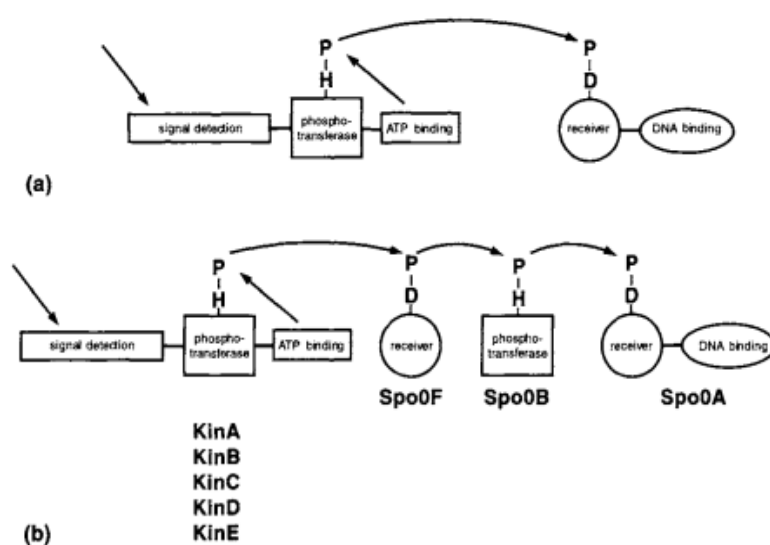 P P
H D
signal detection phospho-transferase ATP binding receiver DNA binding
(a)
P P P P
H D H D
signal detection phospho-transferase ATP binding receiver phospho-transferase receiver DNA binding
Spo0F Spo0B Spo0A
KinA
KinB
KinC
KinD
(b) KinE